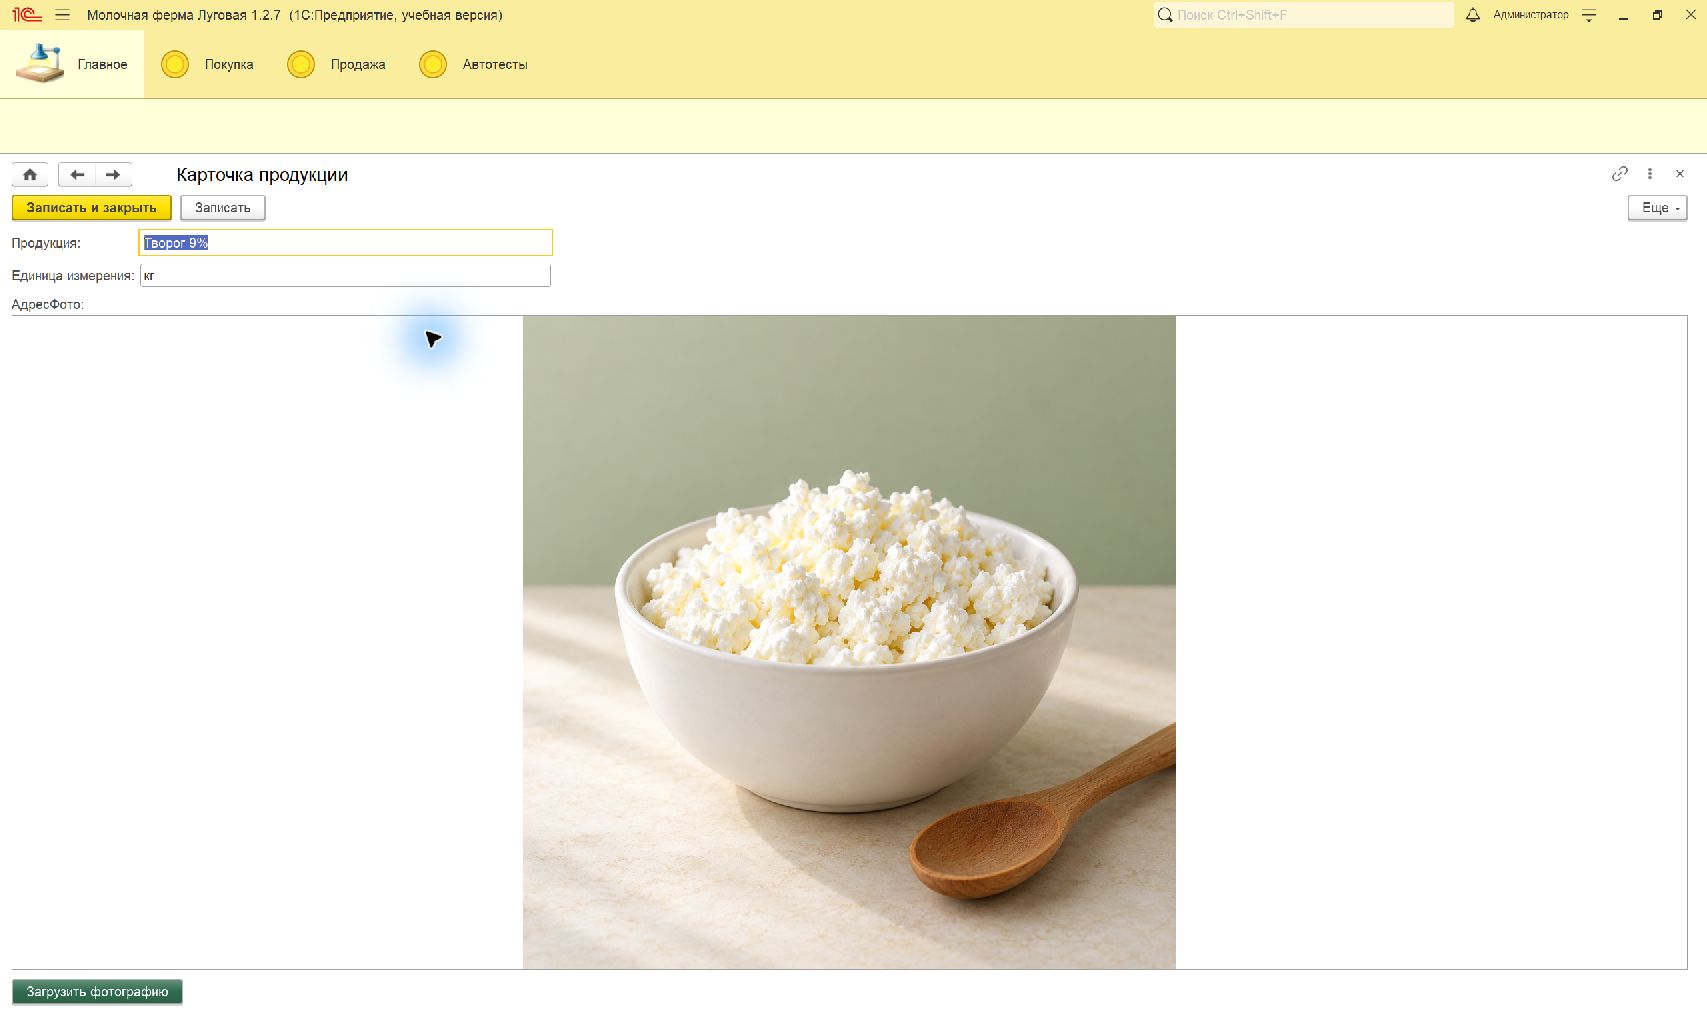 1С Молочная ферма Луговая 1.2.7 (1С:Предприятие, учебная версия) Поиск Ctrl+Shift+F Администратор
Главное Покупка Продажа Автотесты
Карточка продукции
Записать и закрыть Записать Еще
Продукция: Творог 9%
Единица измерения: кг
АдресФото:
Загрузить фотографию